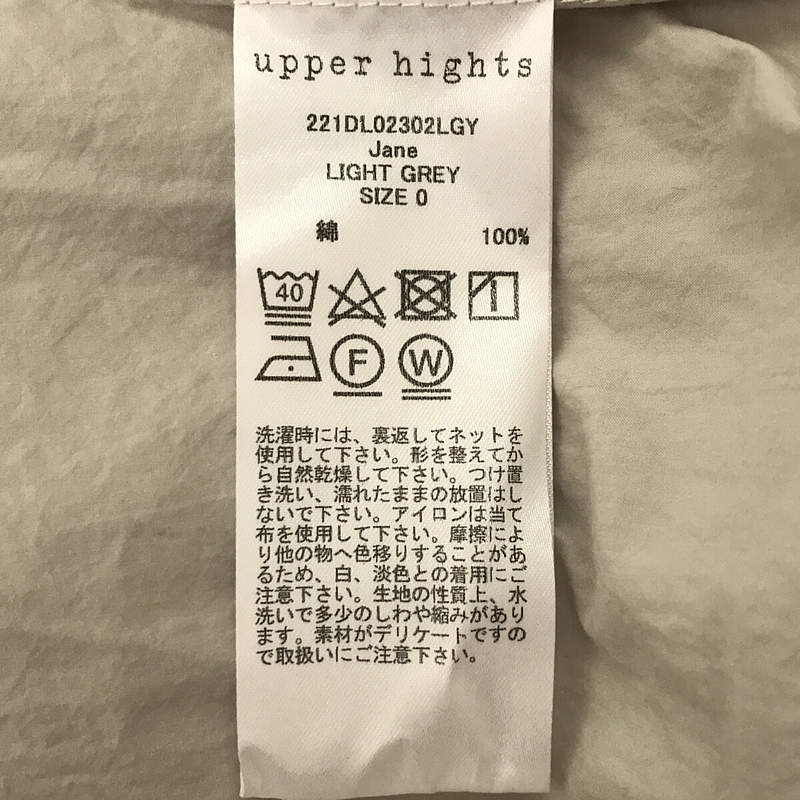 upper hights
221DL02302LGY
Jane
LIGHT GREY
SIZE 0
綿 100%
40
F W
洗濯時には、裏返してネットを
使用して下さい。形を整えてか
ら自然乾燥して下さい。つけ置
き洗い、濡れたままの放置はし
ないで下さい。アイロンは当て
布を使用して下さい。摩擦によ
り他の物へ色移りすることがあ
るため、白、淡色との着用にご
注意下さい。生地の性質上、水
洗いで多少のしわや縮みがあり
ます。素材がデリケートですの
で取扱いにご注意下さい。